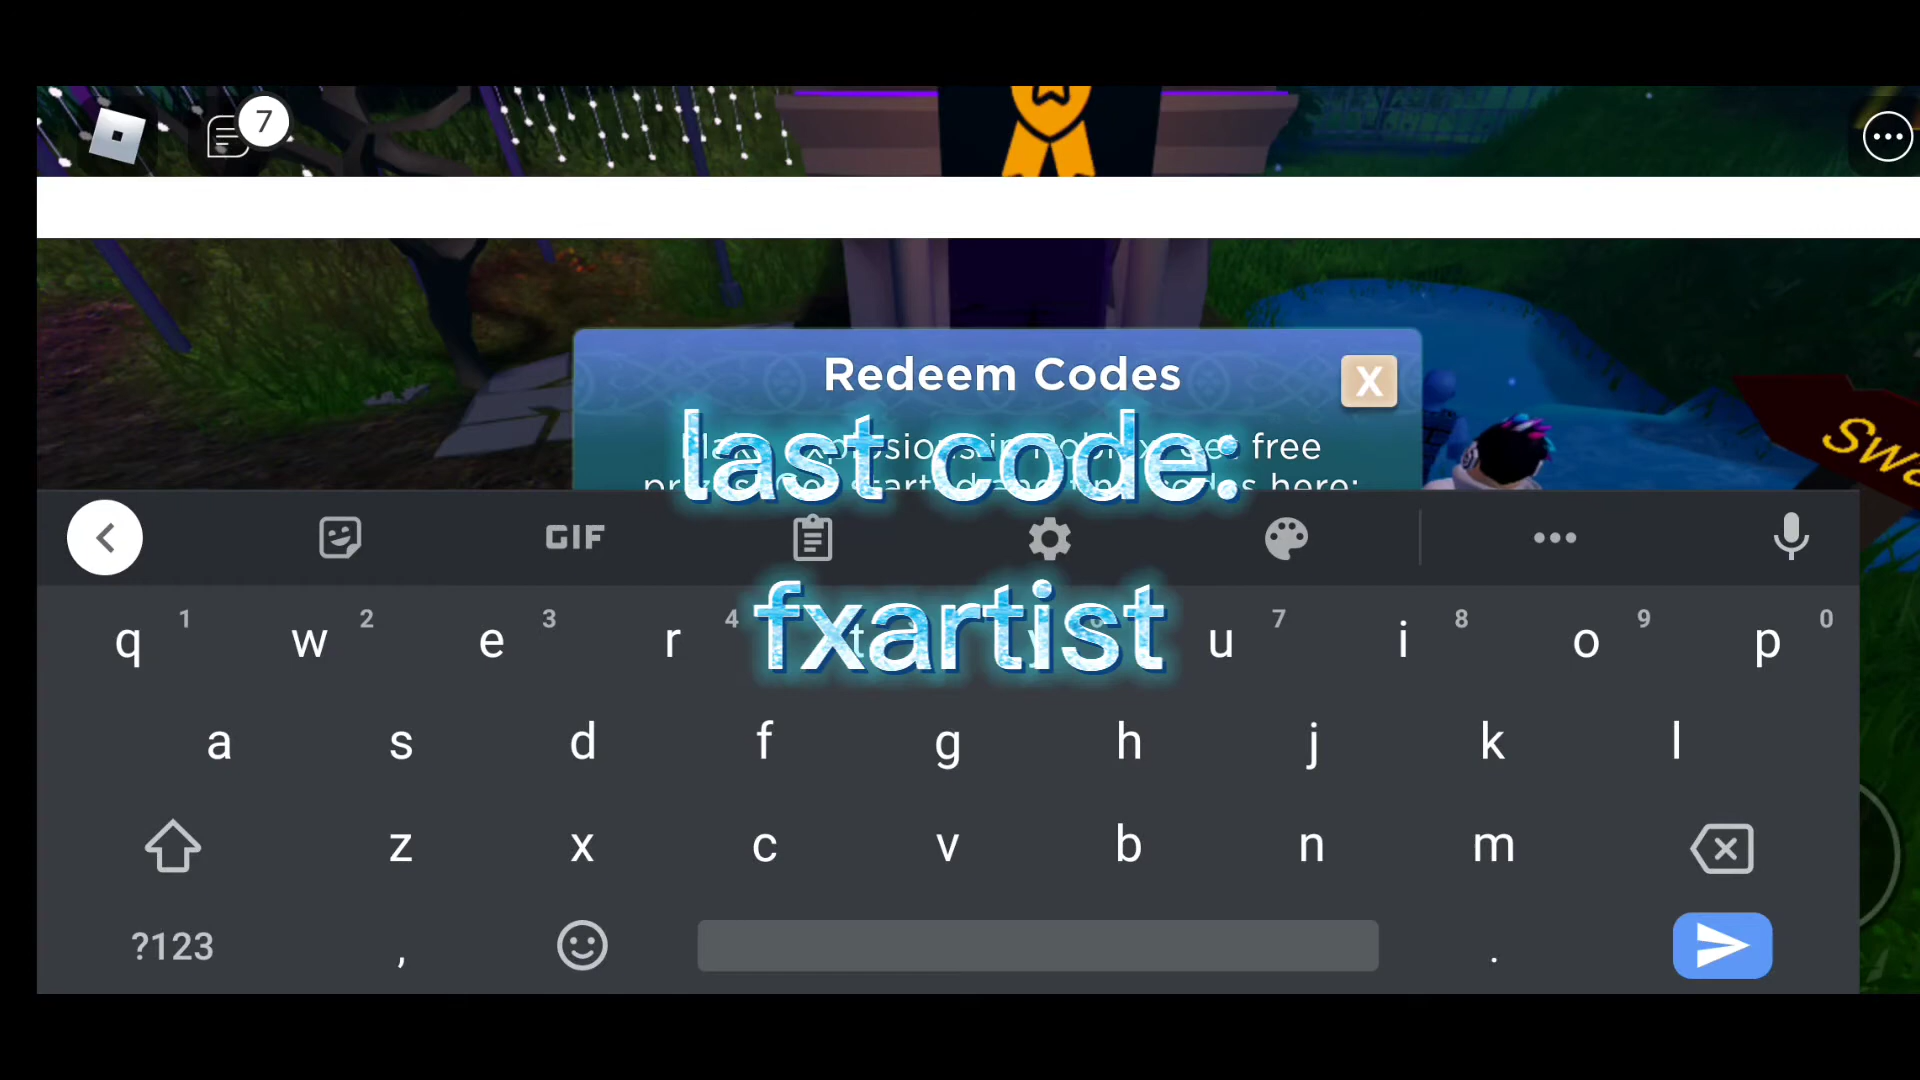 7
Redeem Codes
X
last code:
free
here:
GIF
fxartist
q 1 w 2 e 3 r 4 t u 7 i 8 o 9 p 0
a s d f g h j k l
z x c v b n m
?123 , .